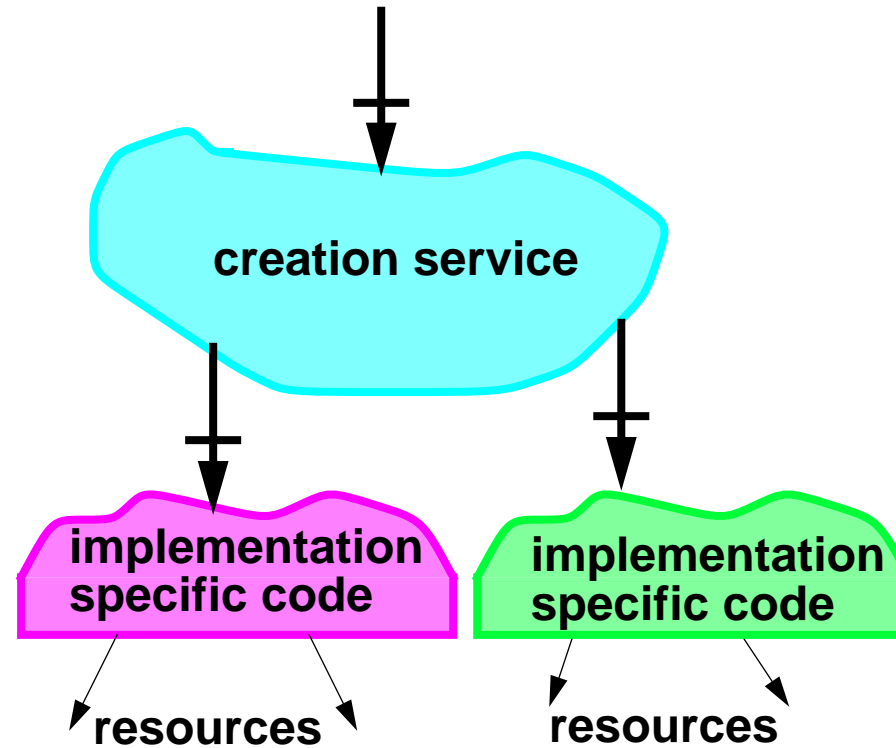 creation service
implementation
specific code
implementation
specific code
resources
resources